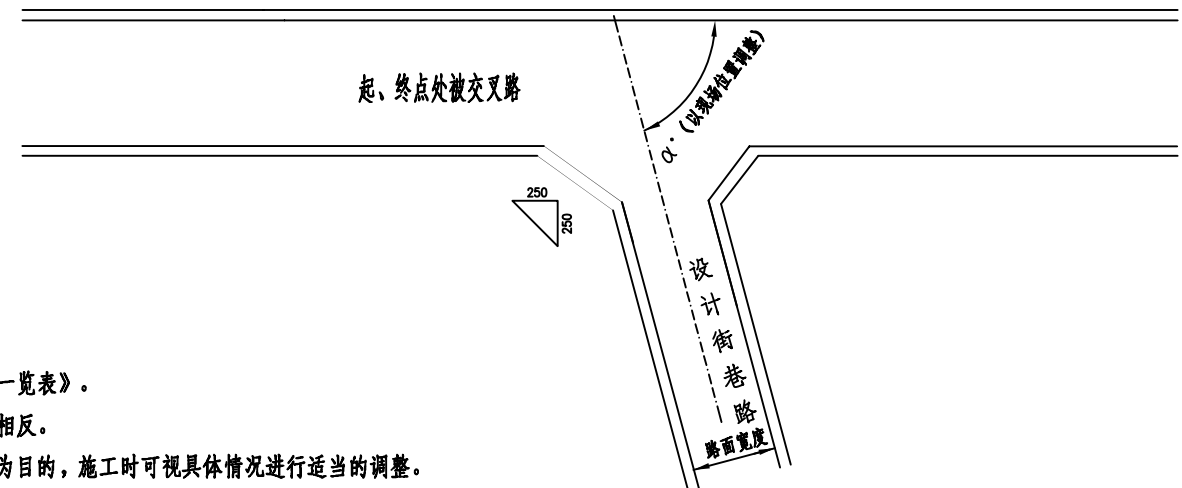 起、终点处被交叉路
α°(以现场位置调整)
250
250
设计街巷路
路面宽度
一览表》。
相反。
为目的，施工时可视具体情况进行适当的调整。